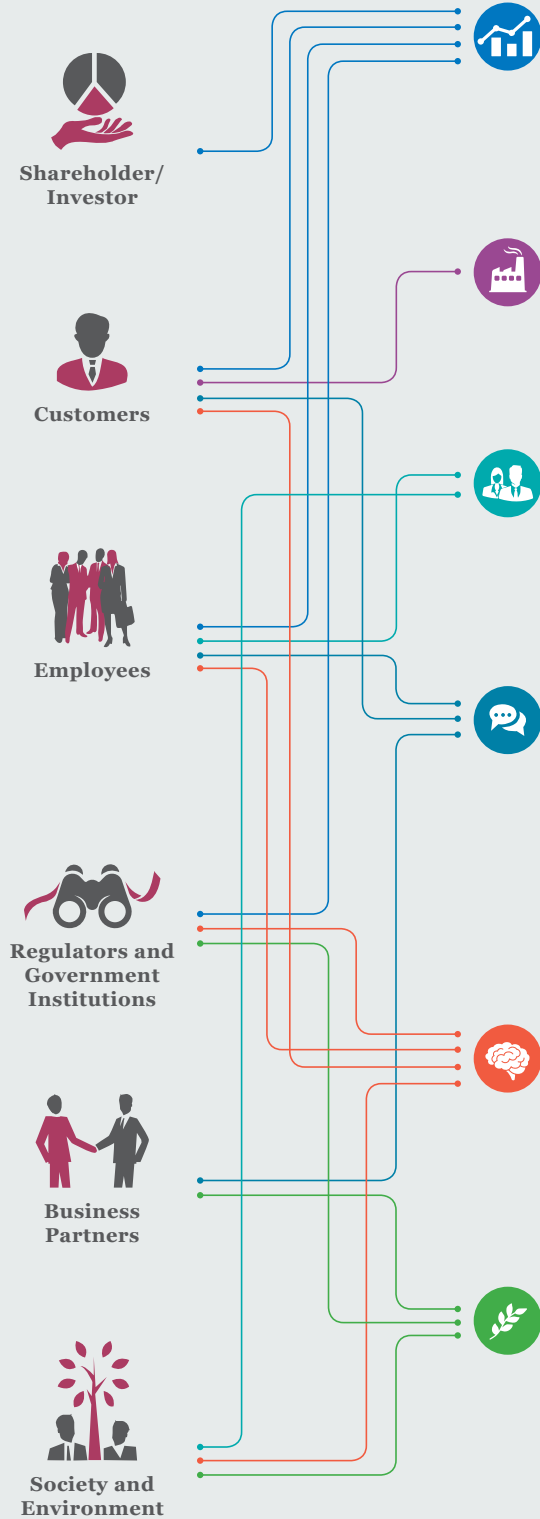 Shareholder/
Investor
Customers
Employees
Regulators and
Government
Institutions
Business
Partners
Society and
Environment